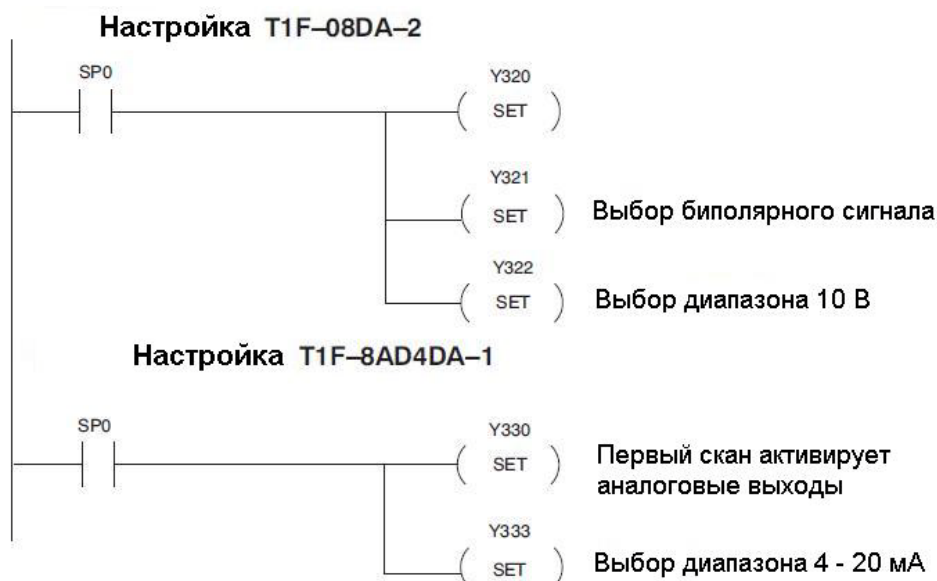 Настройка T1F–08DA–2
SP0
Y320
SET
Y321
SET
Выбор биполярного сигнала
Y322
SET
Выбор диапазона 10 В
Настройка T1F–8AD4DA–1
SP0
Y330
SET
Первый скан активирует
аналоговые выходы
Y333
SET
Выбор диапазона 4 - 20 мА